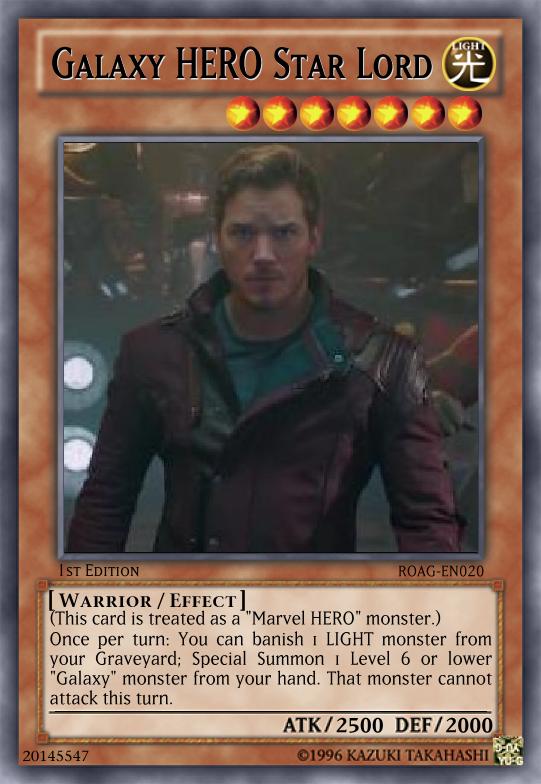 Galaxy HERO Star Lord
LIGHT
光
1st Edition
ROAG-EN020
[Warrior / Effect]
(This card is treated as a "Marvel HERO" monster.)
Once per turn: You can banish 1 LIGHT monster from
your Graveyard; Special Summon 1 Level 6 or lower
"Galaxy" monster from your hand. That monster cannot
attack this turn.
ATK/2500 DEF/2000
20145547
©1996 KAZUKI TAKAHASHI